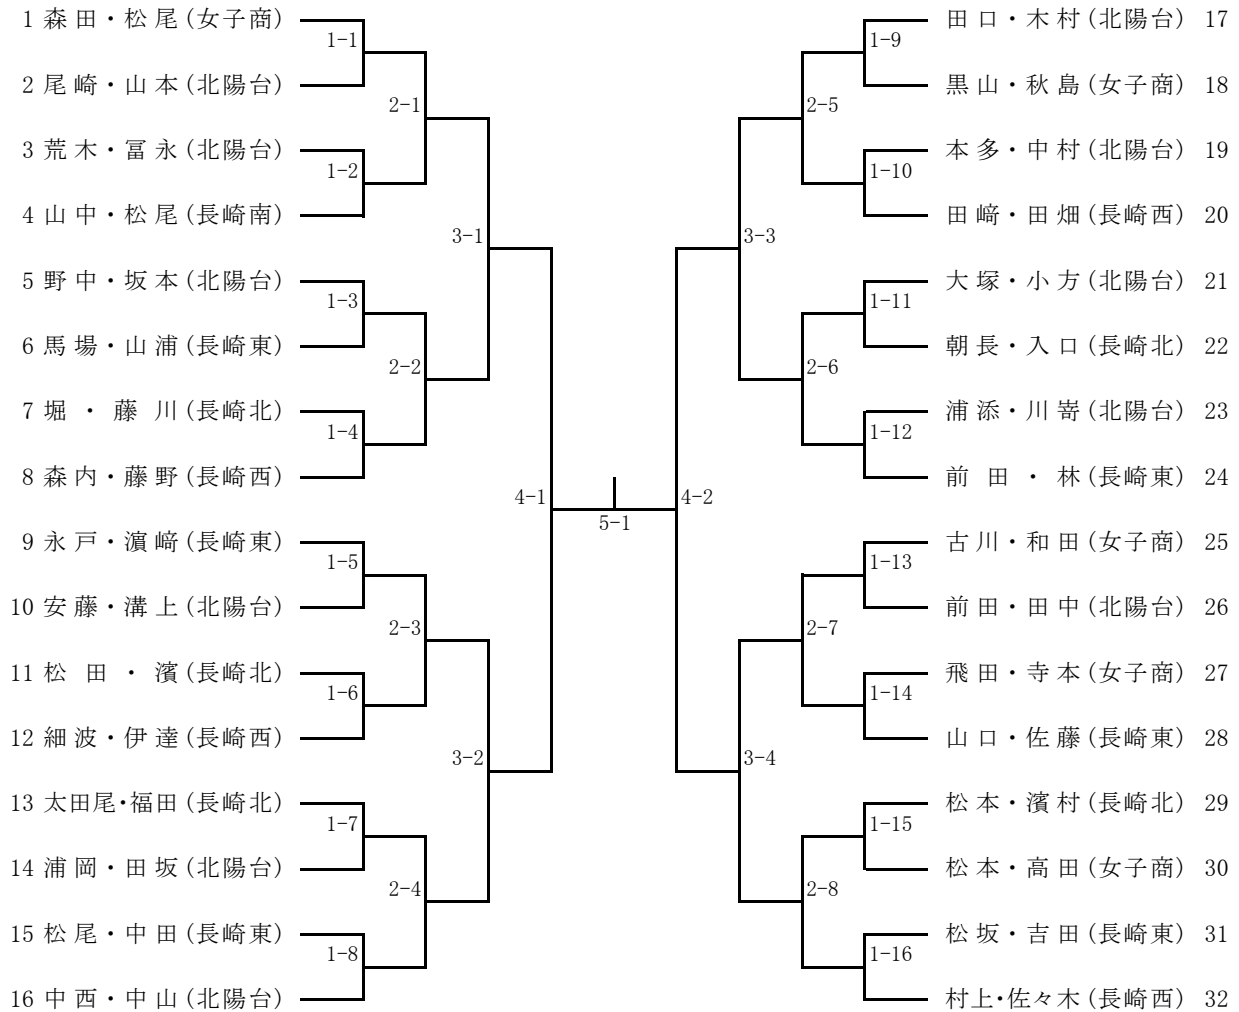 1 森田・松尾(女子商)
1-1
2 尾崎・山本(北陽台)
2-1
3 荒木・冨永(北陽台)
1-2
4 山中・松尾(長崎南)
3-1
5 野中・坂本(北陽台)
1-3
6 馬場・山浦(長崎東)
2-2
7 堀・藤川(長崎北)
1-4
8 森内・藤野(長崎西)
4-1
9 永戸・濵﨑(長崎東)
1-5
10 安藤・溝上(北陽台)
2-3
11 松田・濱(長崎北)
1-6
12 細波・伊達(長崎西)
3-2
13 太田尾・福田(長崎北)
1-7
14 浦岡・田坂(北陽台)
2-4
15 松尾・中田(長崎東)
1-8
16 中西・中山(北陽台)
5-1
田口・木村(北陽台) 17
1-9
黒山・秋島(女子商) 18
2-5
本多・中村(北陽台) 19
1-10
田﨑・田畑(長崎西) 20
3-3
大塚・小方(北陽台) 21
1-11
朝長・入口(長崎北) 22
2-6
浦添・川嵜(北陽台) 23
1-12
前田・林(長崎東) 24
4-2
古川・和田(女子商) 25
1-13
前田・田中(北陽台) 26
2-7
飛田・寺本(女子商) 27
1-14
山口・佐藤(長崎東) 28
3-4
松本・濱村(長崎北) 29
1-15
松本・高田(女子商) 30
2-8
松坂・吉田(長崎東) 31
1-16
村上・佐々木(長崎西) 32